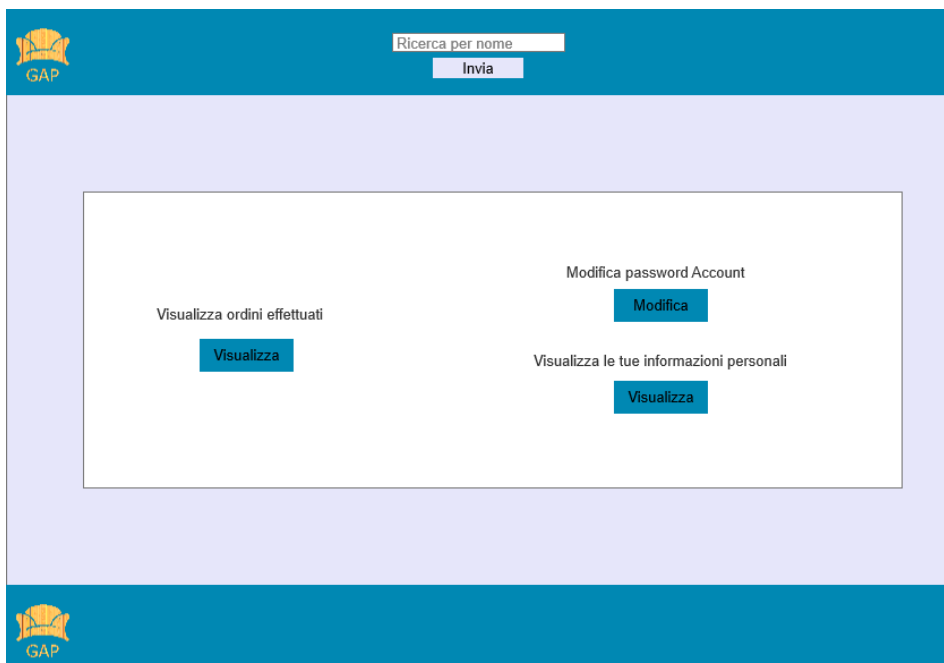 GAP
Ricerca per nome
Invia
Visualizza ordini effettuati
Visualizza
Modifica password Account
Modifica
Visualizza le tue informazioni personali
Visualizza
GAP